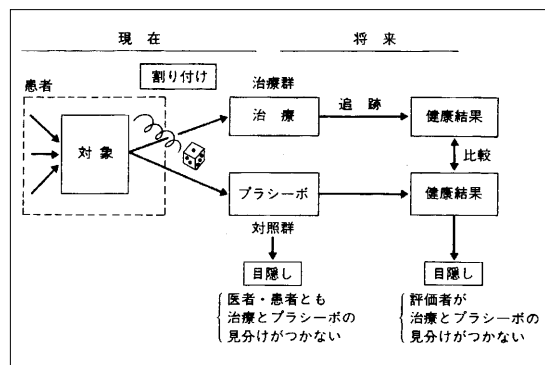 現在
将来
割り付け
患者
対象
治療群
治療
追跡
健康結果
比較
プラシーボ
健康結果
対照群
目隠し
医者・患者とも
治療とプラシーボの
見分けがつかない
目隠し
評価者が
治療とプラシーボの
見分けがつかない